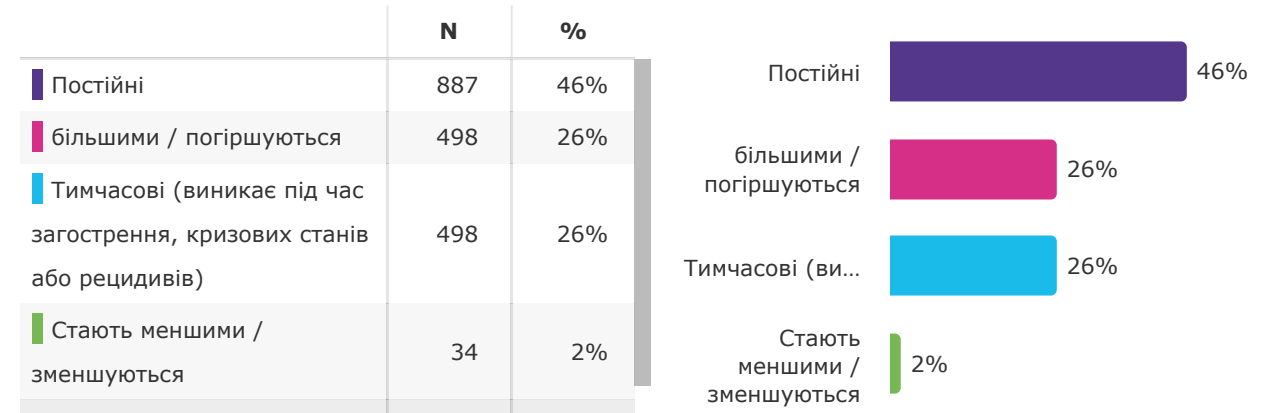 N %
Постійні 887 46%
більшими / погіршуються 498 26%
Тимчасові (виникає під час
загострення, кризових станів 498 26%
або рецидивів)
Стають меншими /
34 2%
зменшуються
Постійні 46%
більшими /
погіршуються
26%
Тимчасові (ви... 26%
Стають
меншими /
зменшуються
2%